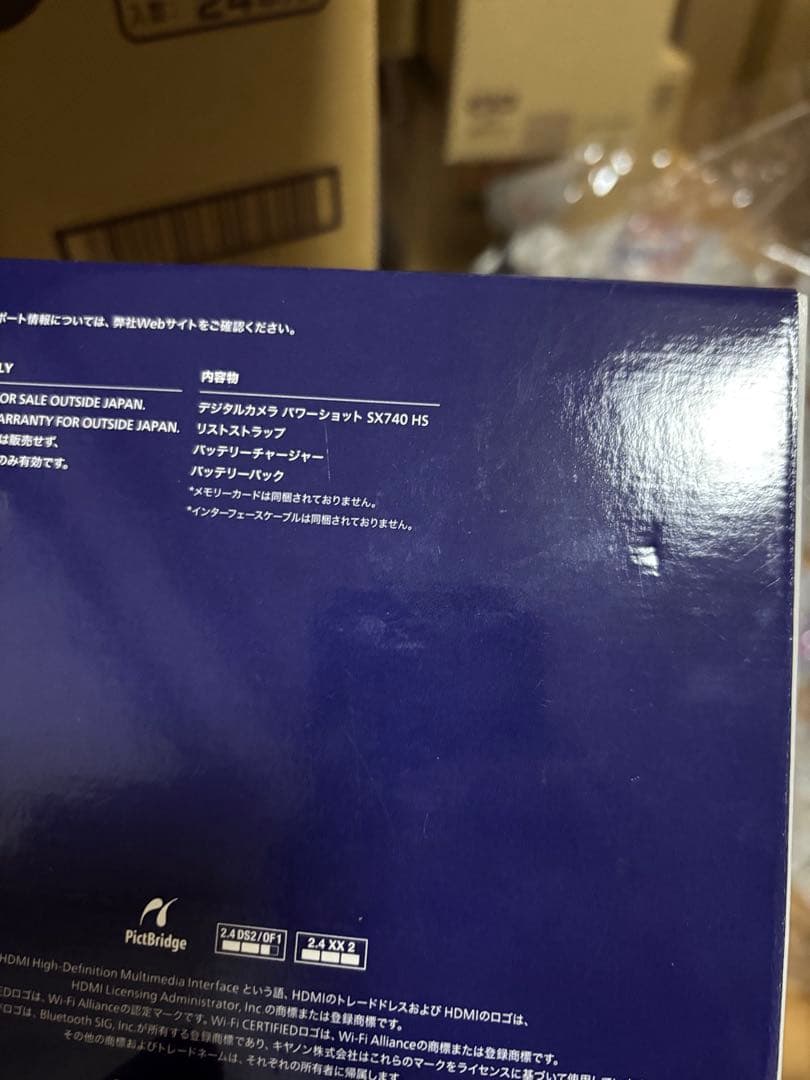 入数:
ポート情報については、弊社Webサイトをご確認ください。
LY
OR SALE OUTSIDE JAPAN.
ARRANTY FOR OUTSIDE JAPAN.
は販売せず、
のみ有効です。
内容物
デジタルカメラ パワーショット SX740 HS
リストストラップ
バッテリーチャージャー
バッテリーパック
*メモリーカードは同梱されておりません。
*インターフェースケーブルは同梱されておりません。
PictBridge
2.4 DS2/OF1
2.4 XX 2
HDMI High-Definition Multimedia Interface という語、HDMIのトレードドレスおよび HDMIのロゴは、
HDMI Licensing Administrator, Inc の商標または登録商標です。
EDロゴは、Wi-Fi Allianceの認定マークです。Wi-Fi CERTIFIEDロゴは、Wi-Fi Allianceの商標または登録商標です。
ロゴは、Bluetooth SIG, Inc.が所有する登録商標であり、キヤノン株式会社はこれらのマークをライセンスに基づいて使用してい
その他の商標およびトレードネームは、それぞれの所有者に帰属します